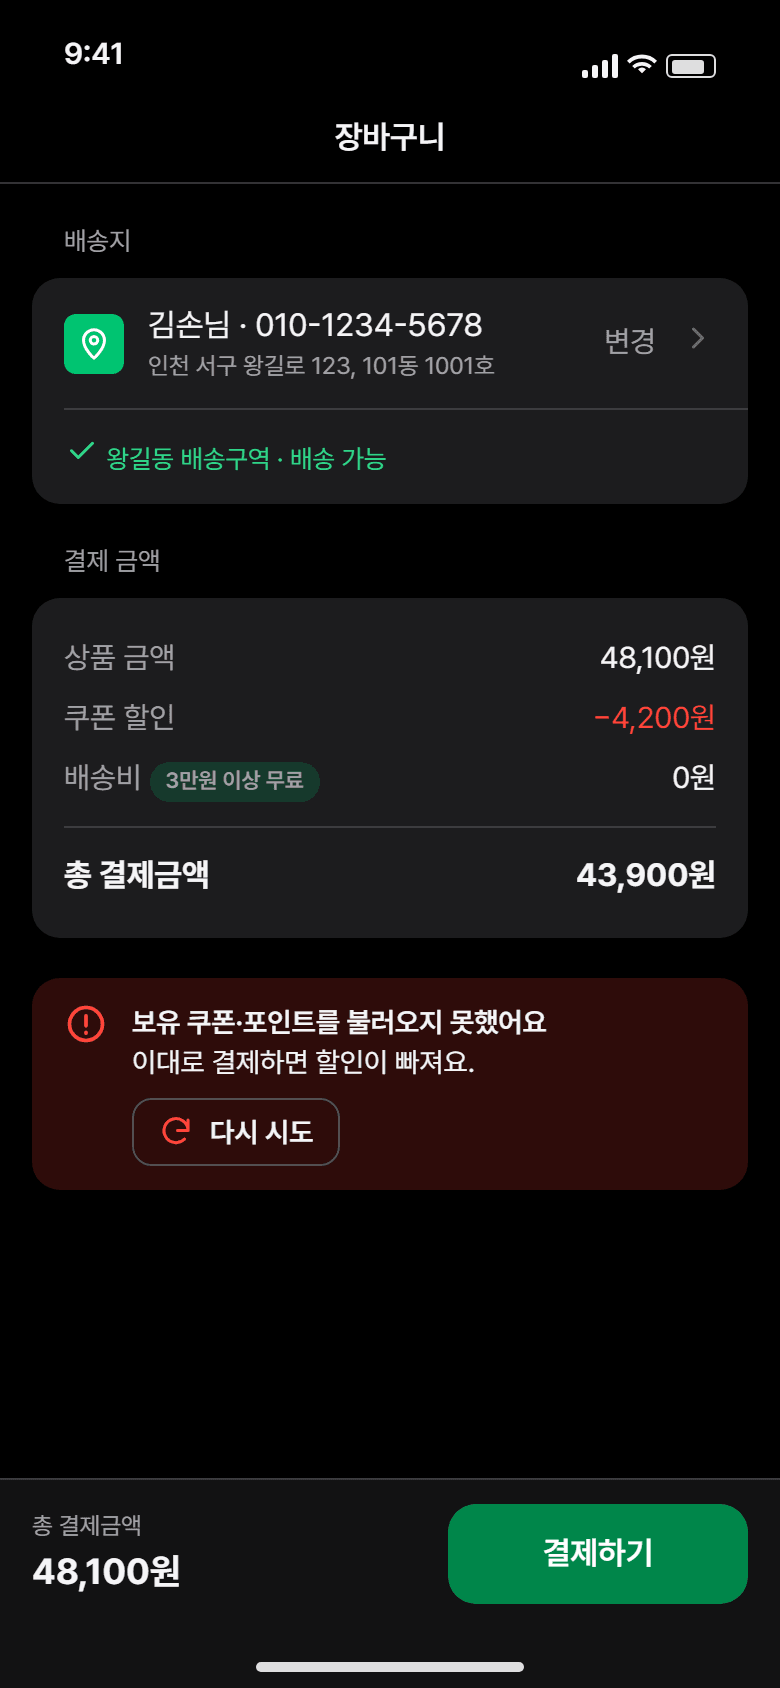 9:41
장바구니
배송지
김손님 · 010-1234-5678
인천 서구 왕길로 123, 101동 1001호
변경
왕길동 배송구역 · 배송 가능
결제 금액
상품 금액 48,100원
쿠폰 할인 −4,200원
배송비 3만원 이상 무료 0원
총 결제금액 43,900원
보유 쿠폰·포인트를 불러오지 못했어요
이대로 결제하면 할인이 빠져요.
다시 시도
총 결제금액
48,100원
결제하기